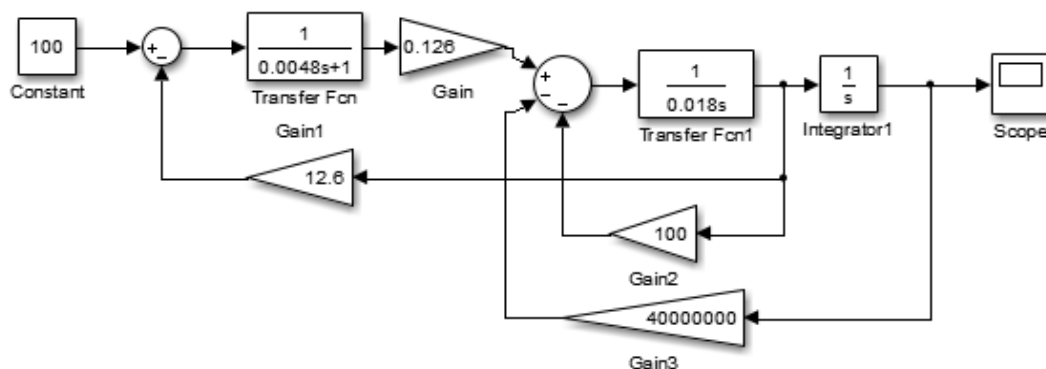 100
Constant
+
−
1
0.0048s+1
Transfer Fcn
0.126
Gain
+
−
−
1
0.018s
Transfer Fcn1
1
s
Integrator1
Scope
Gain1
12.6
100
Gain2
40000000
Gain3